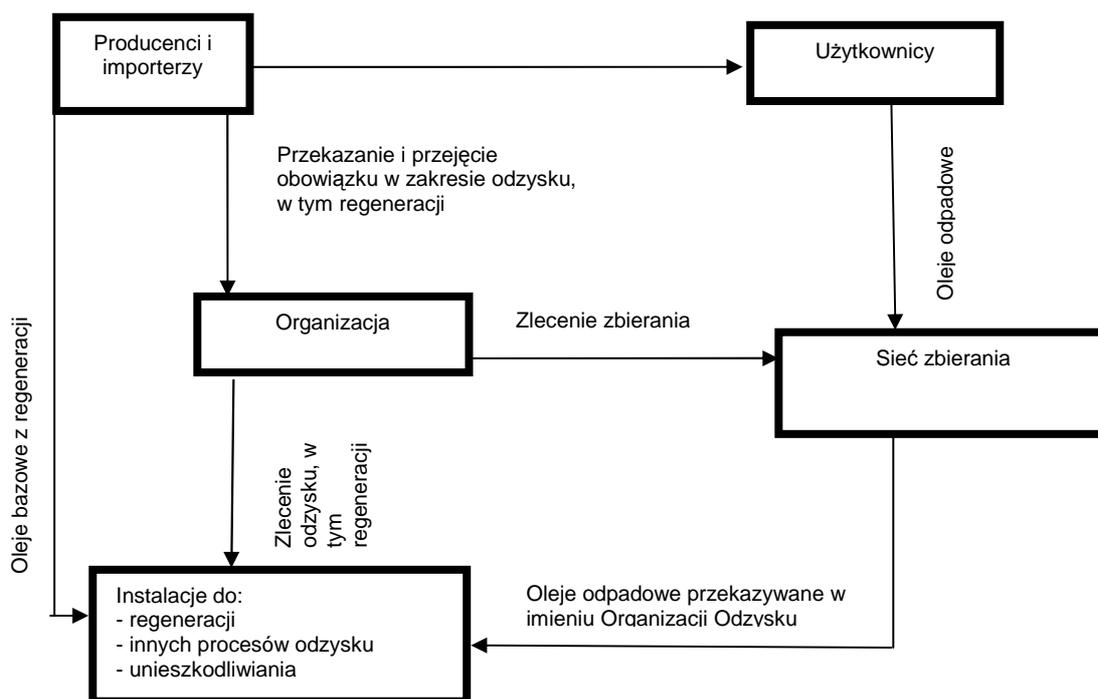 Producenci i
importerzy
Użytkownicy
Przekazanie i przejęcie
obowiązku w zakresie odzysku,
w tym regeneracji
Oleje odpadowe
Organizacja
Zlecenie zbierania
Sieć zbierania
Oleje bazowe z regeneracji
Zlecenie
odzysku, w
tym
regeneracji
Instalacje do:
- regeneracji
- innych procesów odzysku
- unieszkodliwiania
Oleje odpadowe przekazywane w
imieniu Organizacji Odzysku